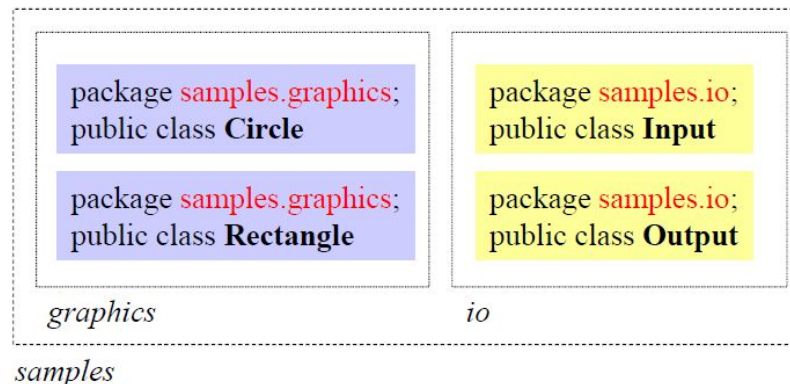 package samples.graphics;
public class Circle
package samples.graphics;
public class Rectangle
graphics
package samples.io;
public class Input
package samples.io;
public class Output
io
samples